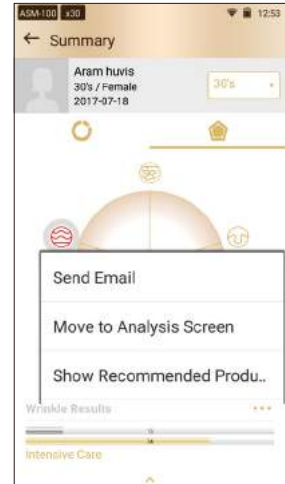 ASM-100 x30 12:53
← Summary
Aram huvis
30's / Female
2017-07-18
30's
Send Email
Move to Analysis Screen
Show Recommended Produ..
Wrinkle Results
Intensive Care